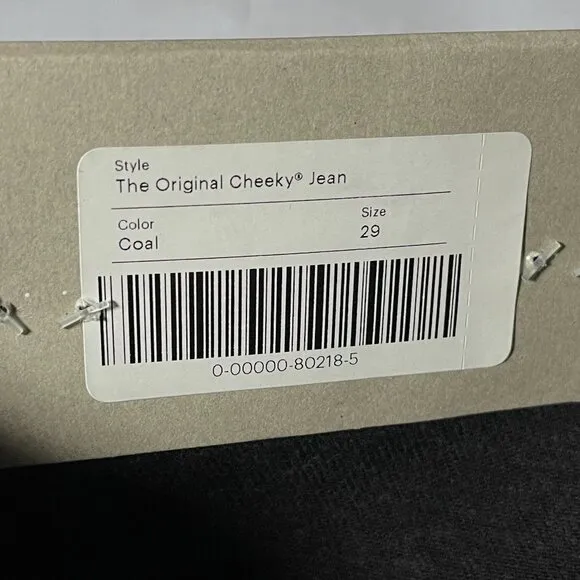 Style
The Original Cheeky® Jean
Color Size
Coal 29
0-00000-80218-5